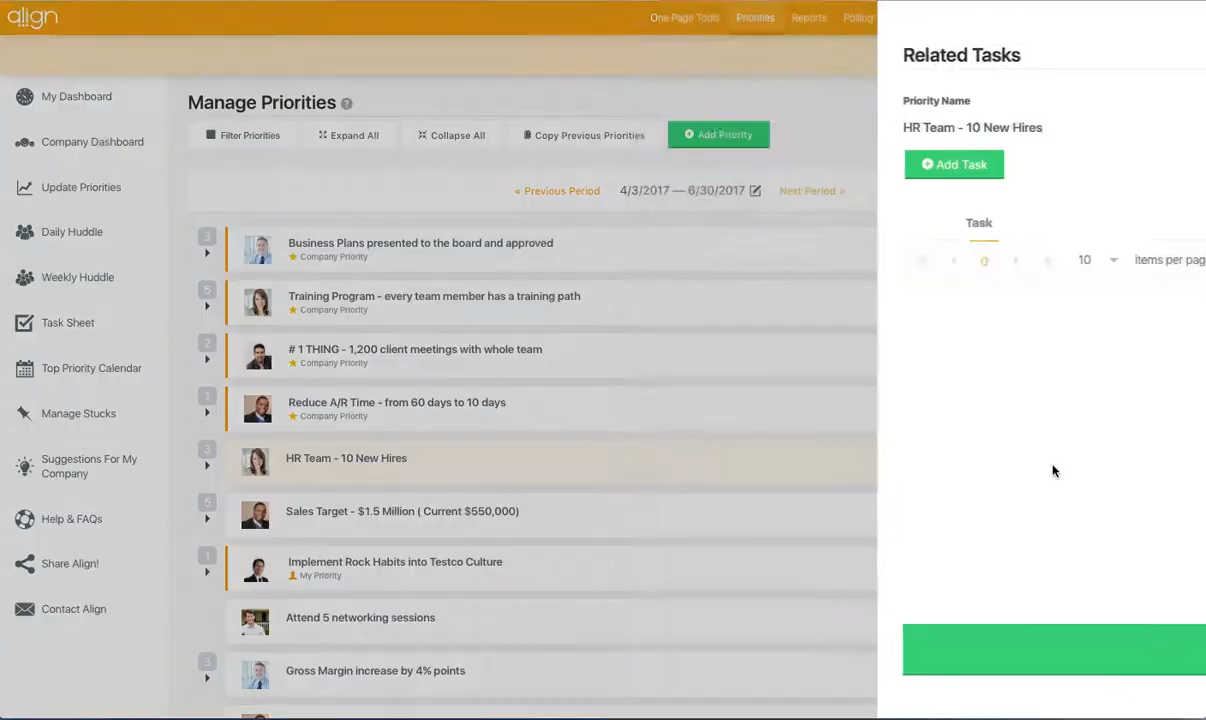 align
One Page Tools
Priorities
Reports
Polling
My Dashboard
Company Dashboard
Update Priorities
Daily Huddle
Weekly Huddle
Task Sheet
Top Priority Calendar
Manage Stucks
Suggestions For My
Company
Help & FAQs
Share Align!
Contact Align
Manage Priorities ?
Filter Priorities
Expand All
Collapse All
Copy Previous Priorities
Add Priority
« Previous Period
4/3/2017 — 6/30/2017
Next Period »
3
Business Plans presented to the board and approved
Company Priority
Training Program - every team member has a training path
Company Priority
2
# 1 THING - 1,200 client meetings with whole team
Company Priority
1
Reduce A/R Time - from 60 days to 10 days
Company Priority
3
HR Team - 10 New Hires
5
Sales Target - $1.5 Million ( Current $550,000)
1
Implement Rock Habits into Testco Culture
My Priority
Attend 5 networking sessions
3
Gross Margin increase by 4% points
Related Tasks
Priority Name
HR Team - 10 New Hires
Add Task
Task
10
items per pag